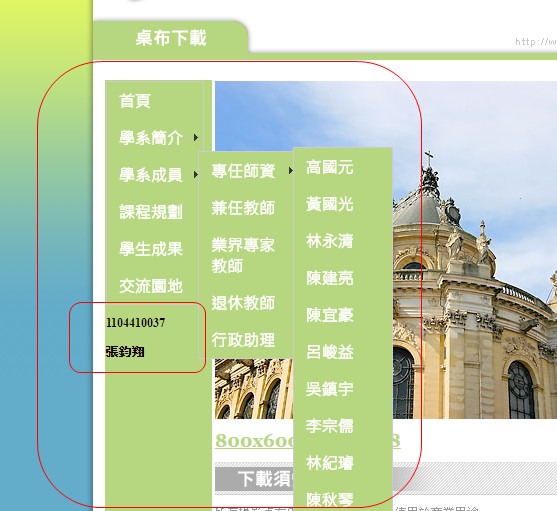 桌布下載
http://w
首頁
學系簡介
學系成員
課程規劃
學生成果
交流園地
1104410037
張鈞翔
專任師資
兼任教師
業界專家
教師
退休教師
行政助理
高國元
黃國光
林永清
陳建亮
陳宜豪
呂峻益
吳鎮宇
李宗儒
林紀璿
陳秋琴
800x60
8
下載須